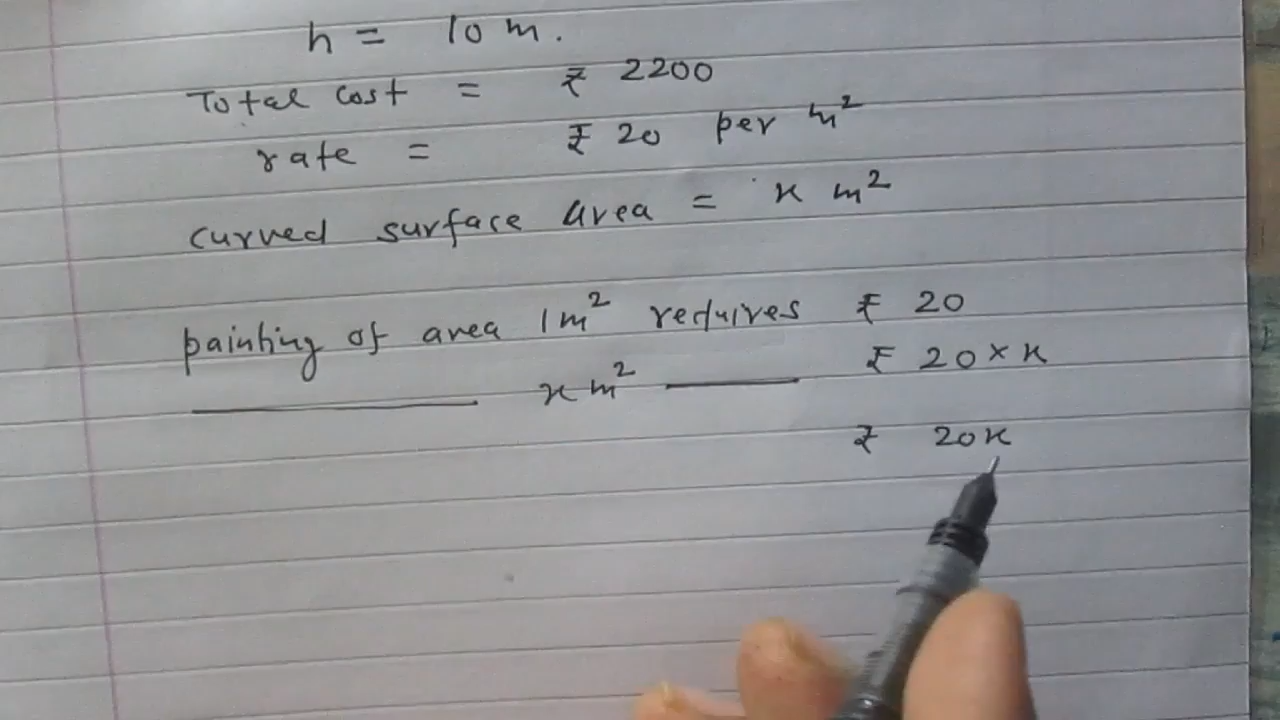 h = 10 m.
Total cost = ₹ 2200
rate = ₹ 20 per m²
curved surface area = x m²
painting of area 1m² requires ₹ 20
x m² ₹ 20 × x
₹ 20x